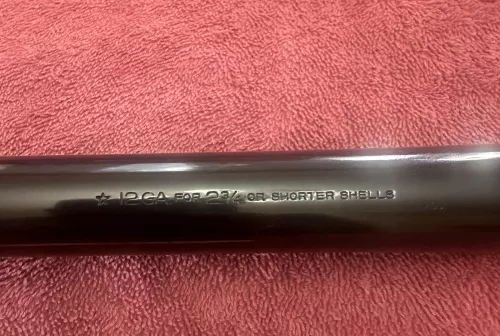 ☆ 12 GA FOR 2¾ OR SHORTER SHELLS